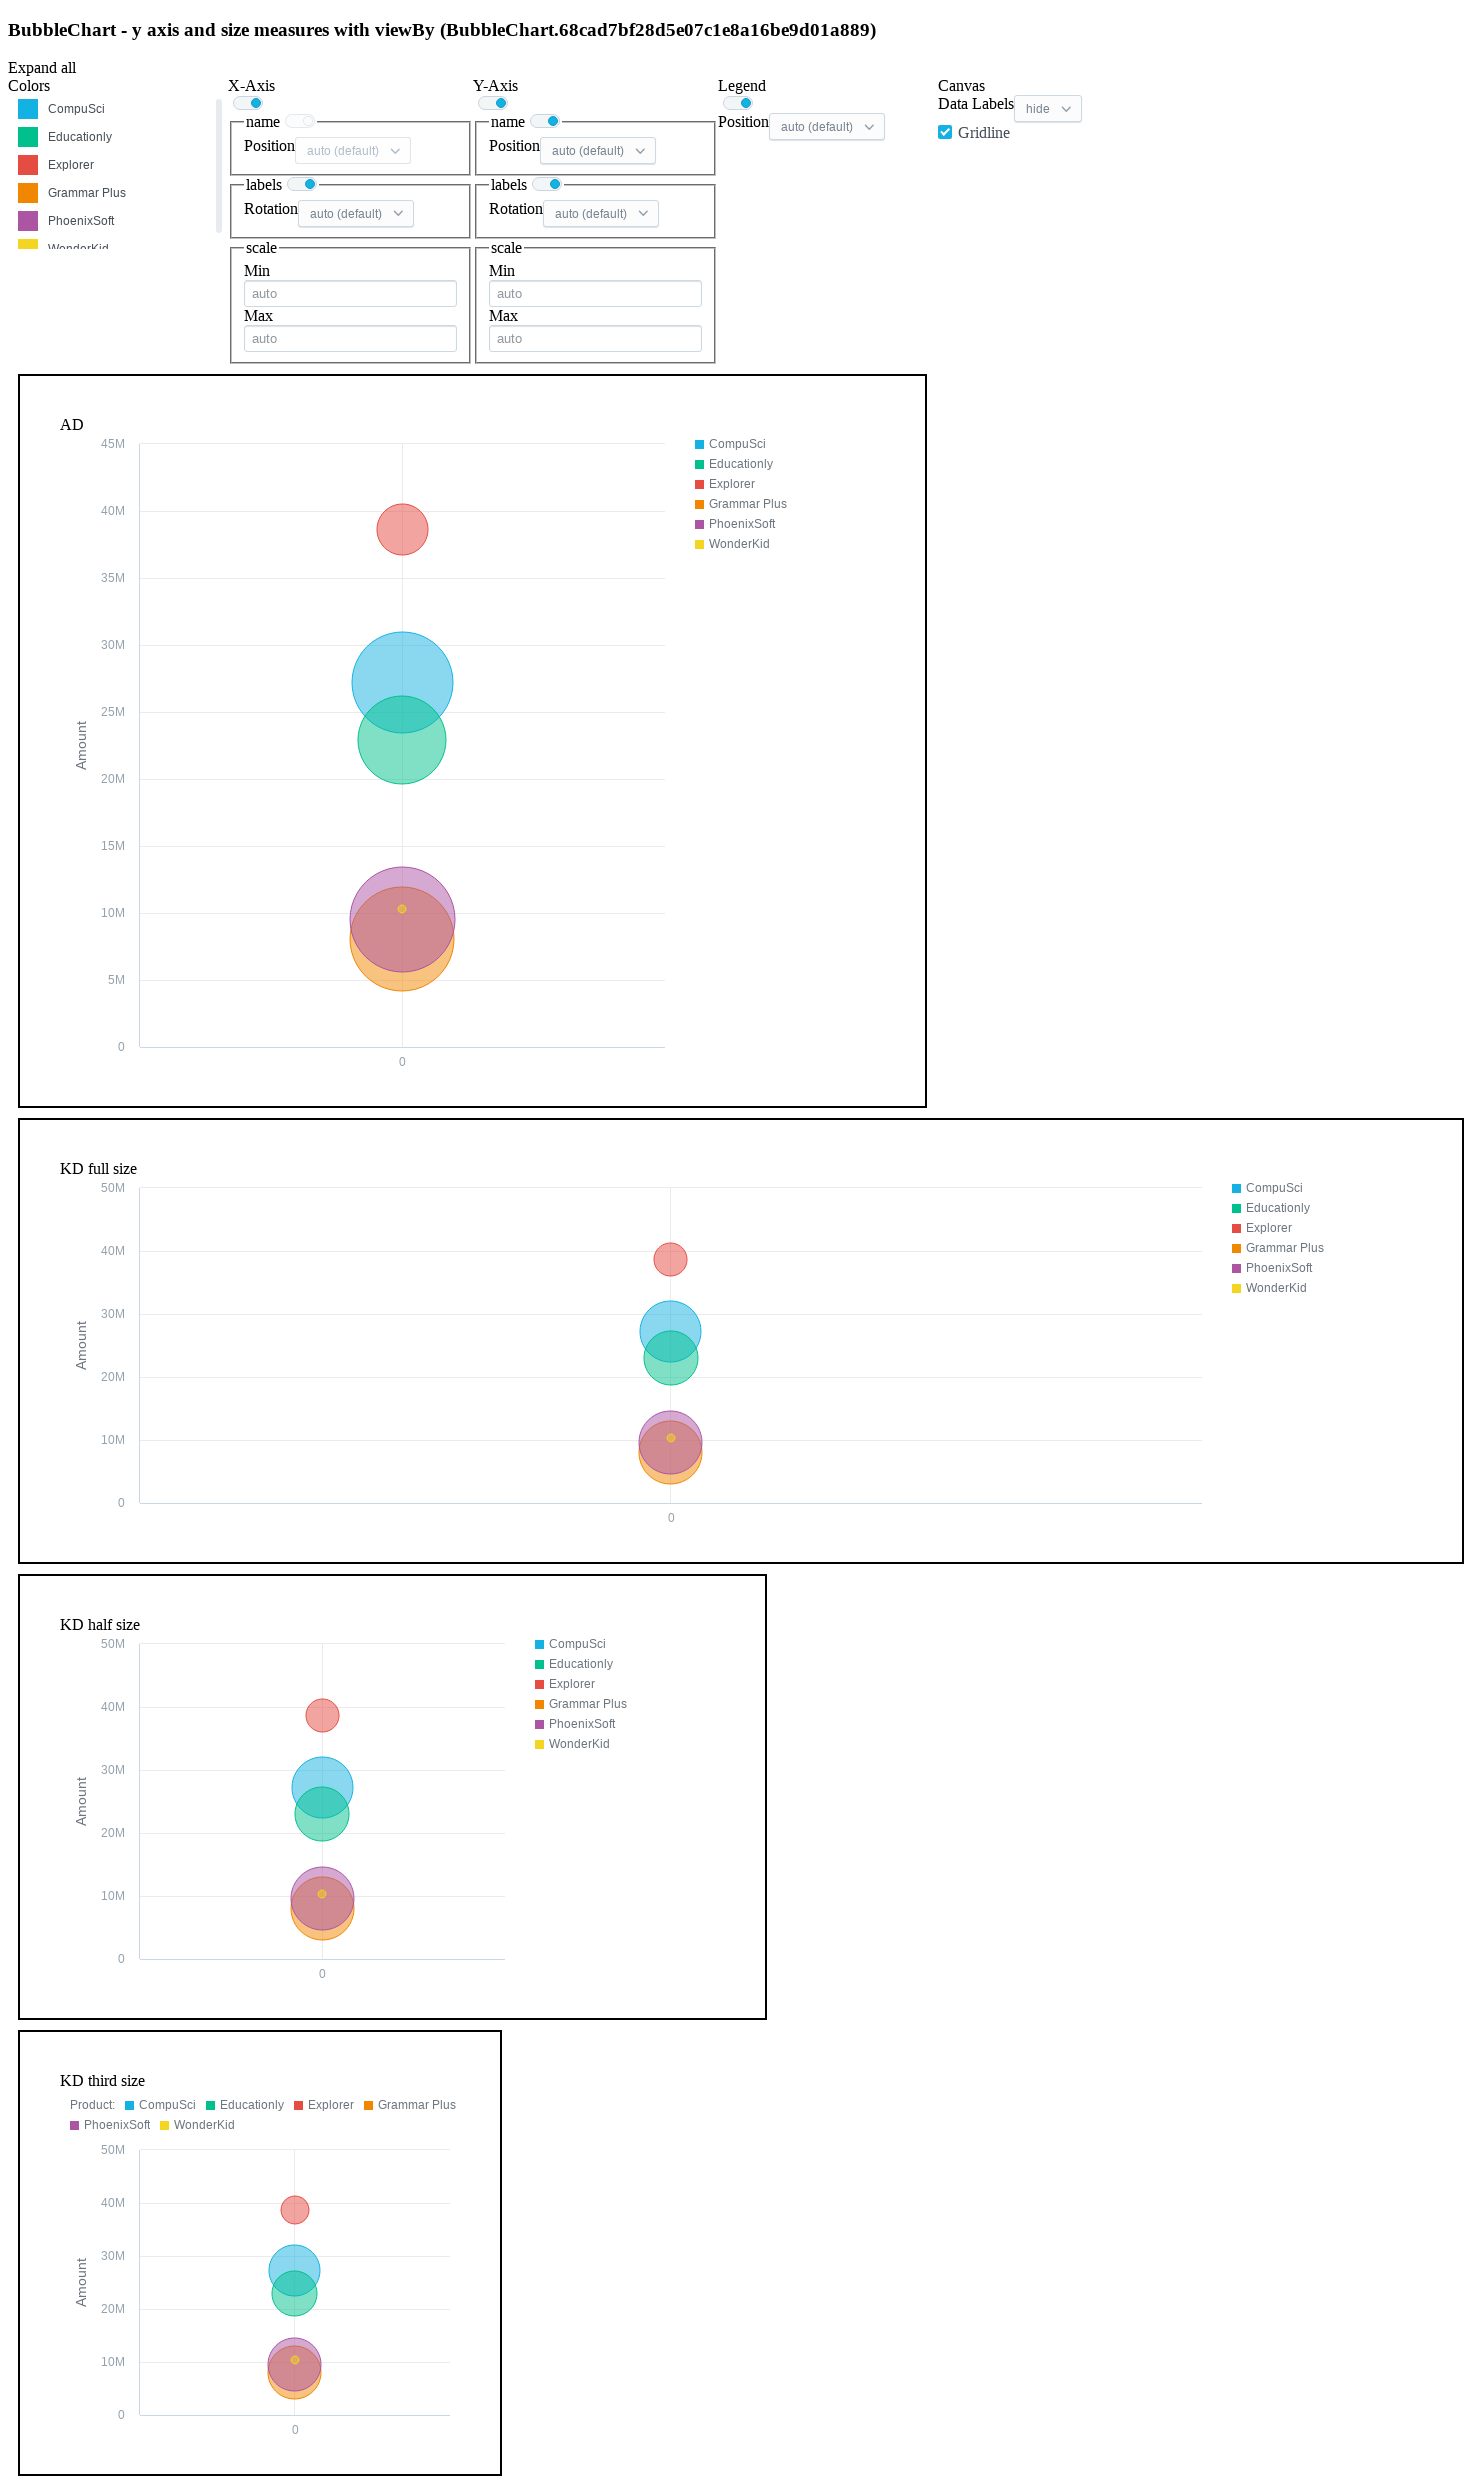 BubbleChart - y axis and size measures with viewBy (BubbleChart.68cad7bf28d5e07c1e8a16be9d01a889)
Expand all
Colors
CompuSci
Educationly
Explorer
Grammar Plus
PhoenixSoft
WonderKid
X-Axis
name
Position auto (default)
labels
Rotation auto (default)
scale
Min
auto
Max
auto
Y-Axis
name
Position auto (default)
labels
Rotation auto (default)
scale
Min
auto
Max
auto
Legend
Position auto (default)
Canvas
Data Labels hide
Gridline
AD
45M
40M
35M
30M
25M
20M
15M
10M
5M
0
Amount
0
CompuSci
Educationly
Explorer
Grammar Plus
PhoenixSoft
WonderKid
KD full size
50M
40M
30M
20M
10M
0
Amount
0
CompuSci
Educationly
Explorer
Grammar Plus
PhoenixSoft
WonderKid
KD half size
50M
40M
30M
20M
10M
0
Amount
0
CompuSci
Educationly
Explorer
Grammar Plus
PhoenixSoft
WonderKid
KD third size
Product: CompuSci Educationly Explorer Grammar Plus
PhoenixSoft WonderKid
50M
40M
30M
20M
10M
0
Amount
0